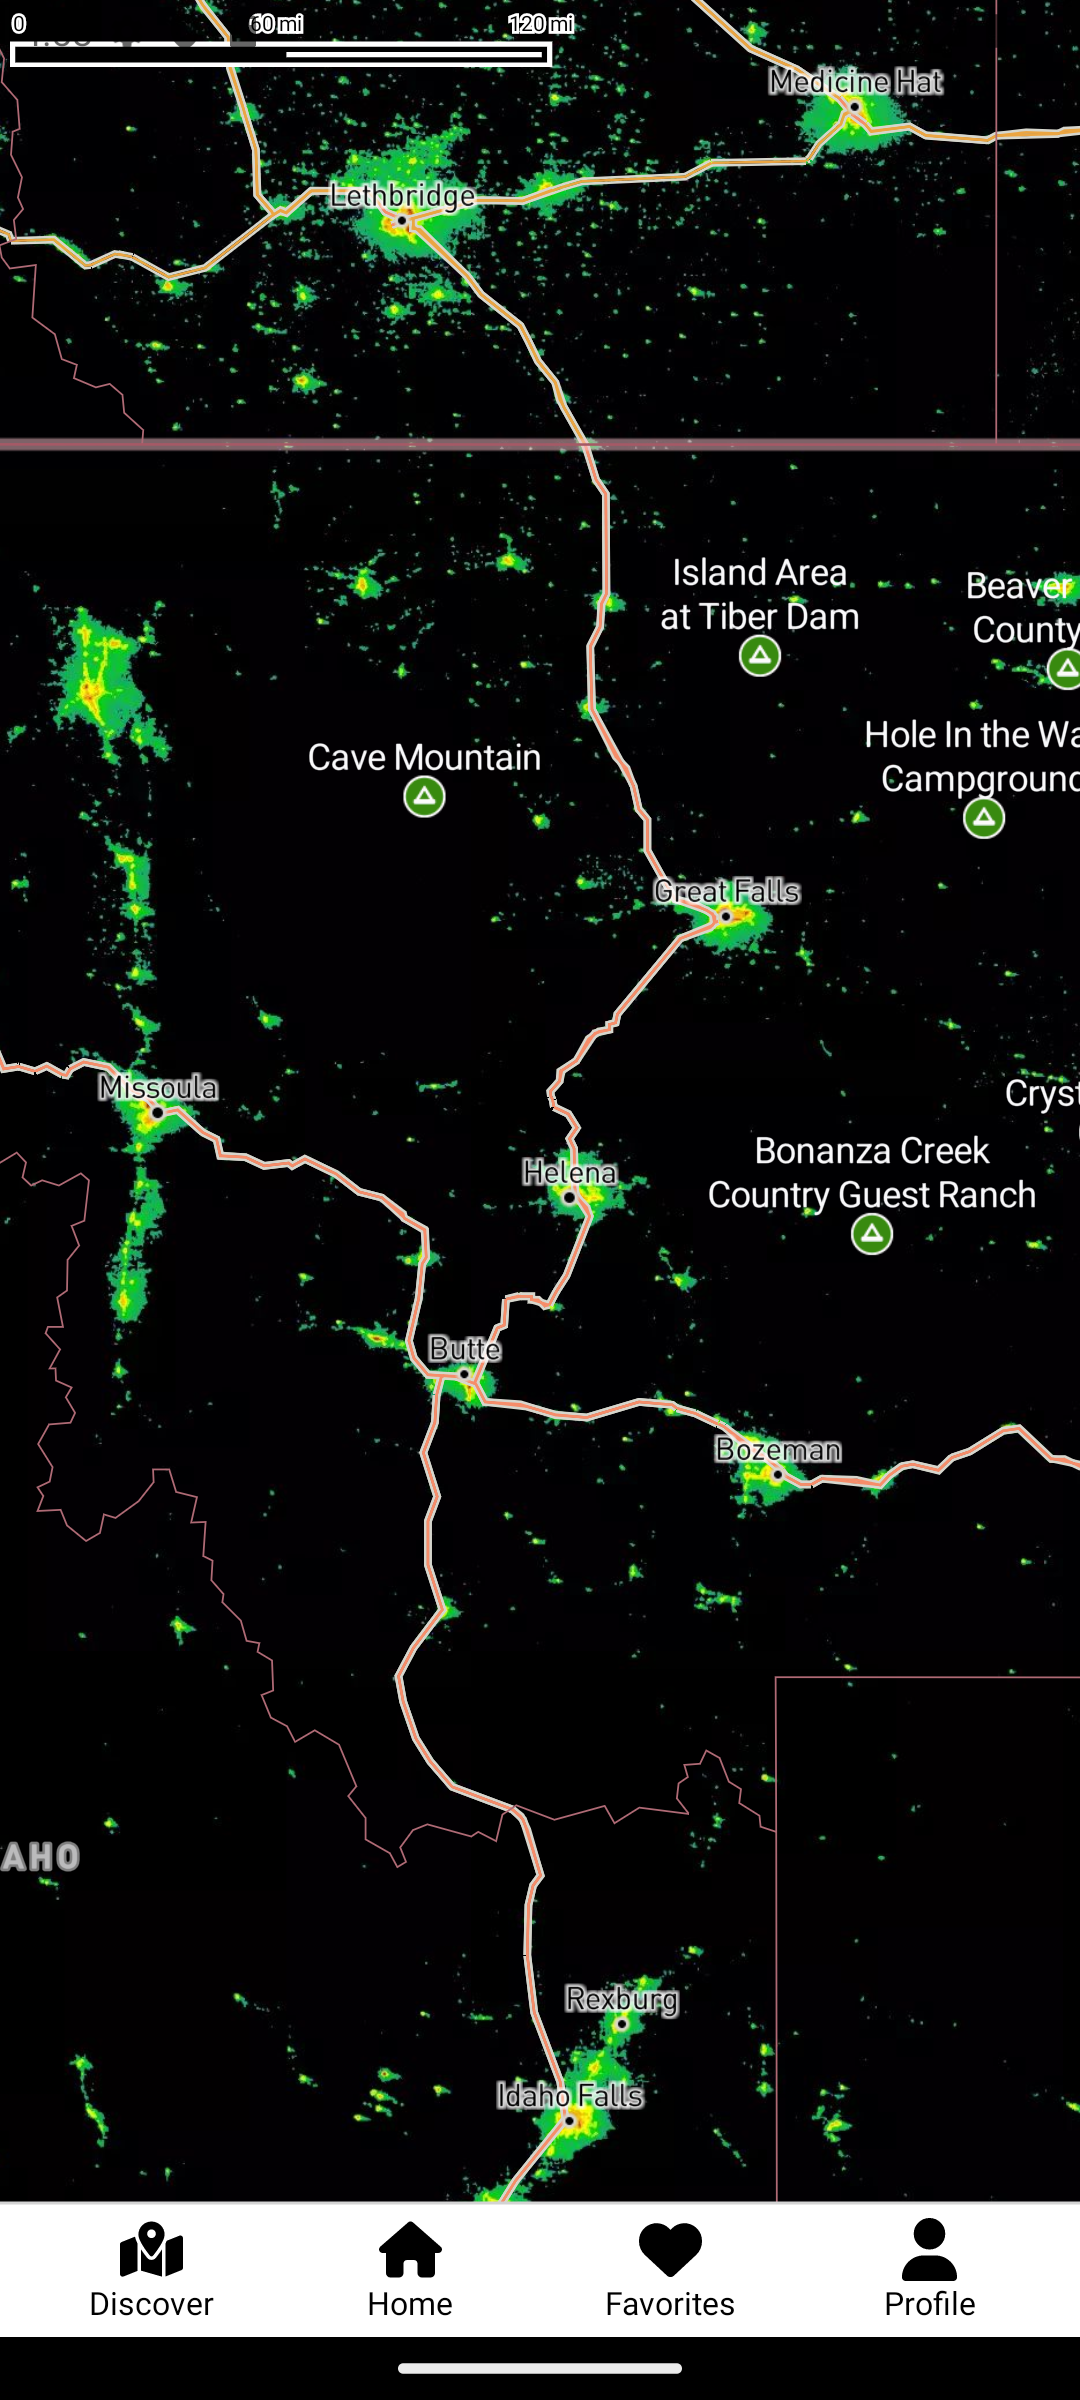 0 60 mi 120 mi
Medicine Hat
Lethbridge
Island Area
at Tiber Dam
Beaver
County
Hole In the Wa
Campground
Cave Mountain
Great Falls
Missoula
Cryst
Bonanza Creek
Country Guest Ranch
Helena
Butte
Bozeman
AHO
Rexburg
Idaho Falls
Discover Home Favorites Profile